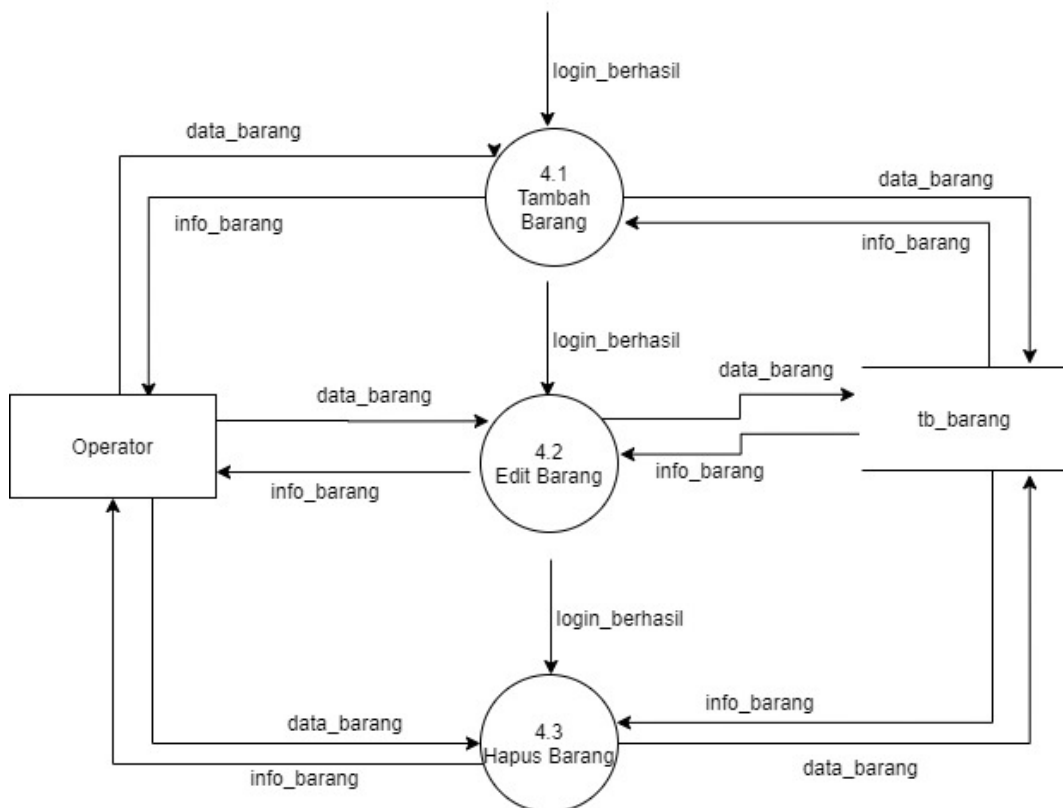 login_berhasil
data_barang
4.1
Tambah
Barang
data_barang
info_barang
info_barang
login_berhasil
data_barang
data_barang
Operator
4.2
Edit Barang
tb_barang
info_barang
info_barang
login_berhasil
info_barang
data_barang
4.3
Hapus Barang
info_barang
data_barang